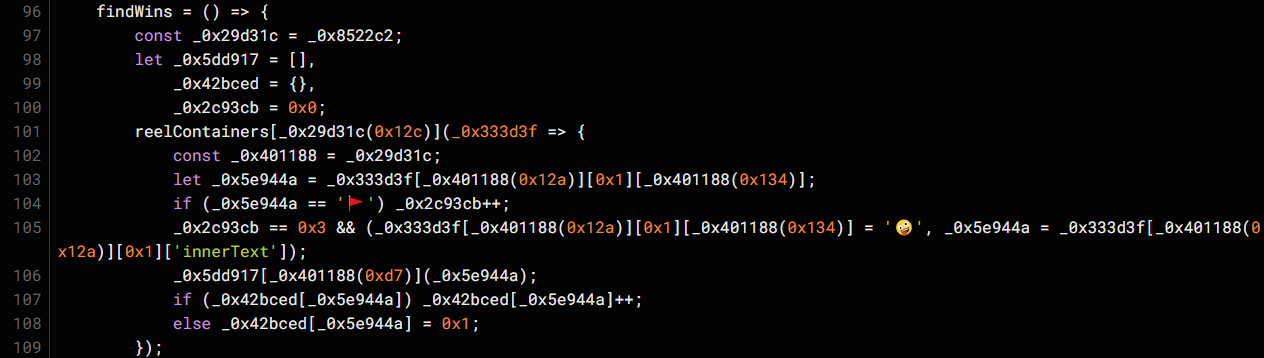 96 findWins = () => {
97 const _0x29d31c = _0x8522c2;
98 let _0x5dd917 = [],
99 _0x42bced = {},
100 _0x2c93cb = 0x0;
101 reelContainers[_0x29d31c(0x12c)](_0x333d3f => {
102 const _0x401188 = _0x29d31c;
103 let _0x5e944a = _0x333d3f[_0x401188(0x12a)][0x1][_0x401188(0x134)];
104 if (_0x5e944a == '🚩') _0x2c93cb++;
105 _0x2c93cb == 0x3 && (_0x333d3f[_0x401188(0x12a)][0x1][_0x401188(0x134)] = '🤪', _0x5e944a = _0x333d3f[_0x401188(0
x12a)][0x1]['innerText']);
106 _0x5dd917[_0x401188(0xd7)](_0x5e944a);
107 if (_0x42bced[_0x5e944a]) _0x42bced[_0x5e944a]++;
108 else _0x42bced[_0x5e944a] = 0x1;
109 });